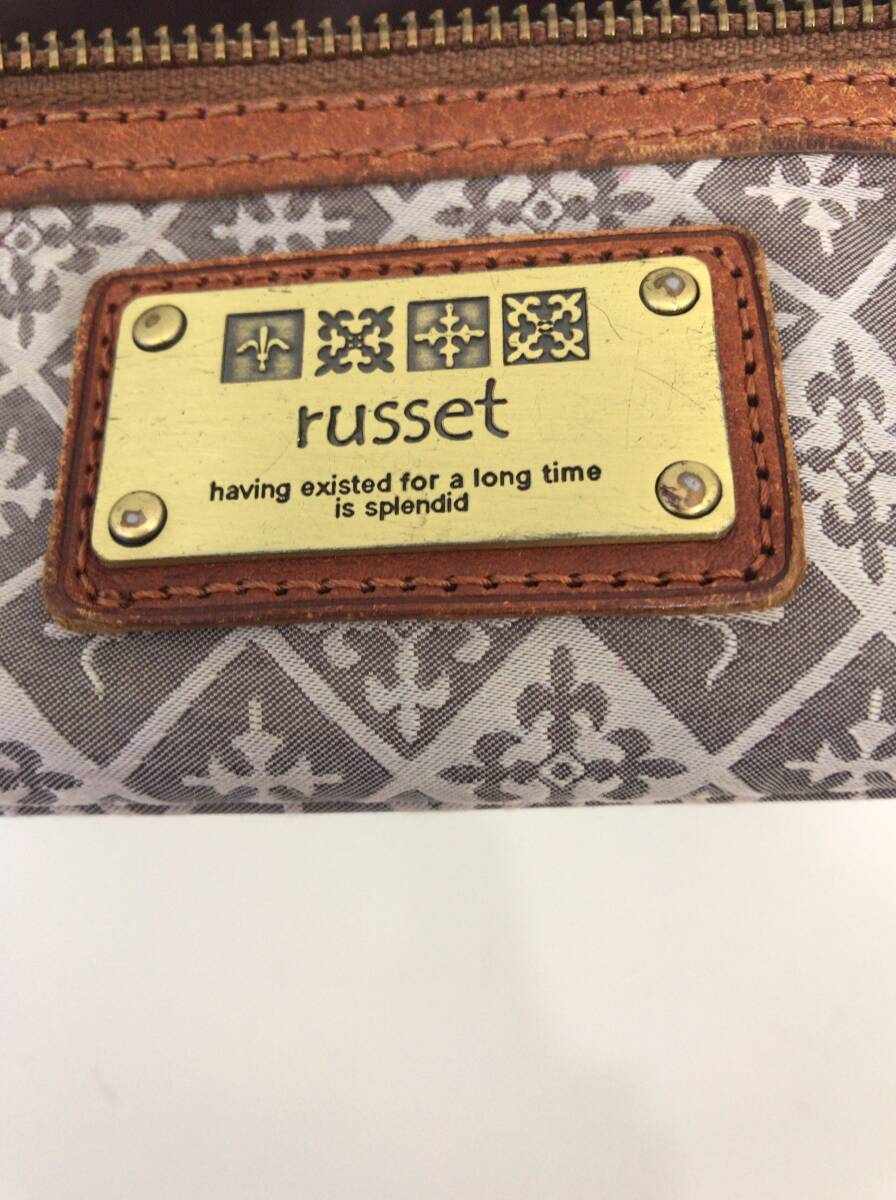 russet
having existed for a long time
is splendid